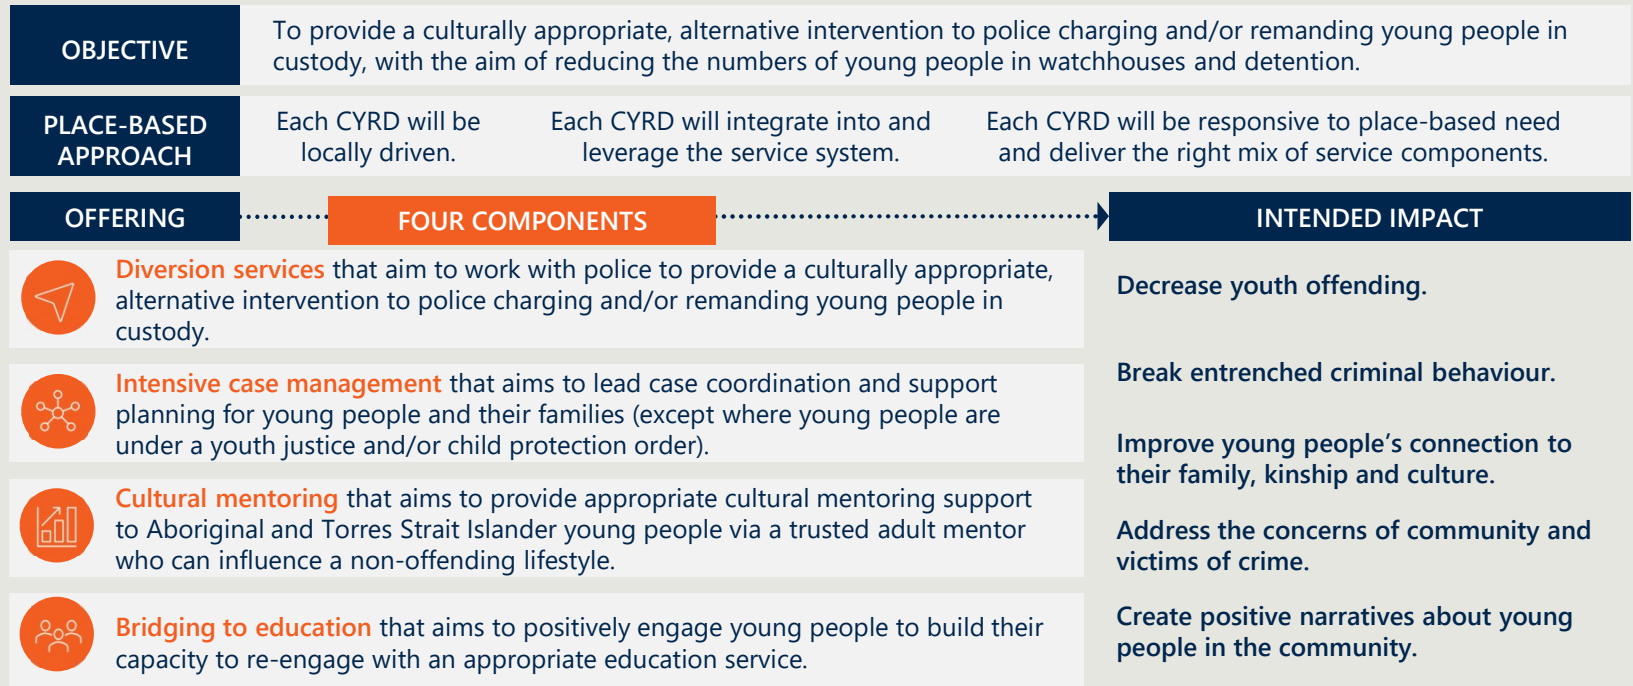 OBJECTIVE
To provide a culturally appropriate, alternative intervention to police charging and/or remanding young people in
custody, with the aim of reducing the numbers of young people in watchhouses and detention.
PLACE-BASED
APPROACH
Each CYRD will be
locally driven.
Each CYRD will integrate into and
leverage the service system.
Each CYRD will be responsive to place-based need
and deliver the right mix of service components.
OFFERING
FOUR COMPONENTS
INTENDED IMPACT
Diversion services that aim to work with police to provide a culturally appropriate,
alternative intervention to police charging and/or remanding young people in
custody.
Intensive case management that aims to lead case coordination and support
planning for young people and their families (except where young people are
under a youth justice and/or child protection order).
Cultural mentoring that aims to provide appropriate cultural mentoring support
to Aboriginal and Torres Strait Islander young people via a trusted adult mentor
who can influence a non-offending lifestyle.
Bridging to education that aims to positively engage young people to build their
capacity to re-engage with an appropriate education service.
Decrease youth offending.
Break entrenched criminal behaviour.
Improve young people's connection to
their family, kinship and culture.
Address the concerns of community and
victims of crime.
Create positive narratives about young
people in the community.